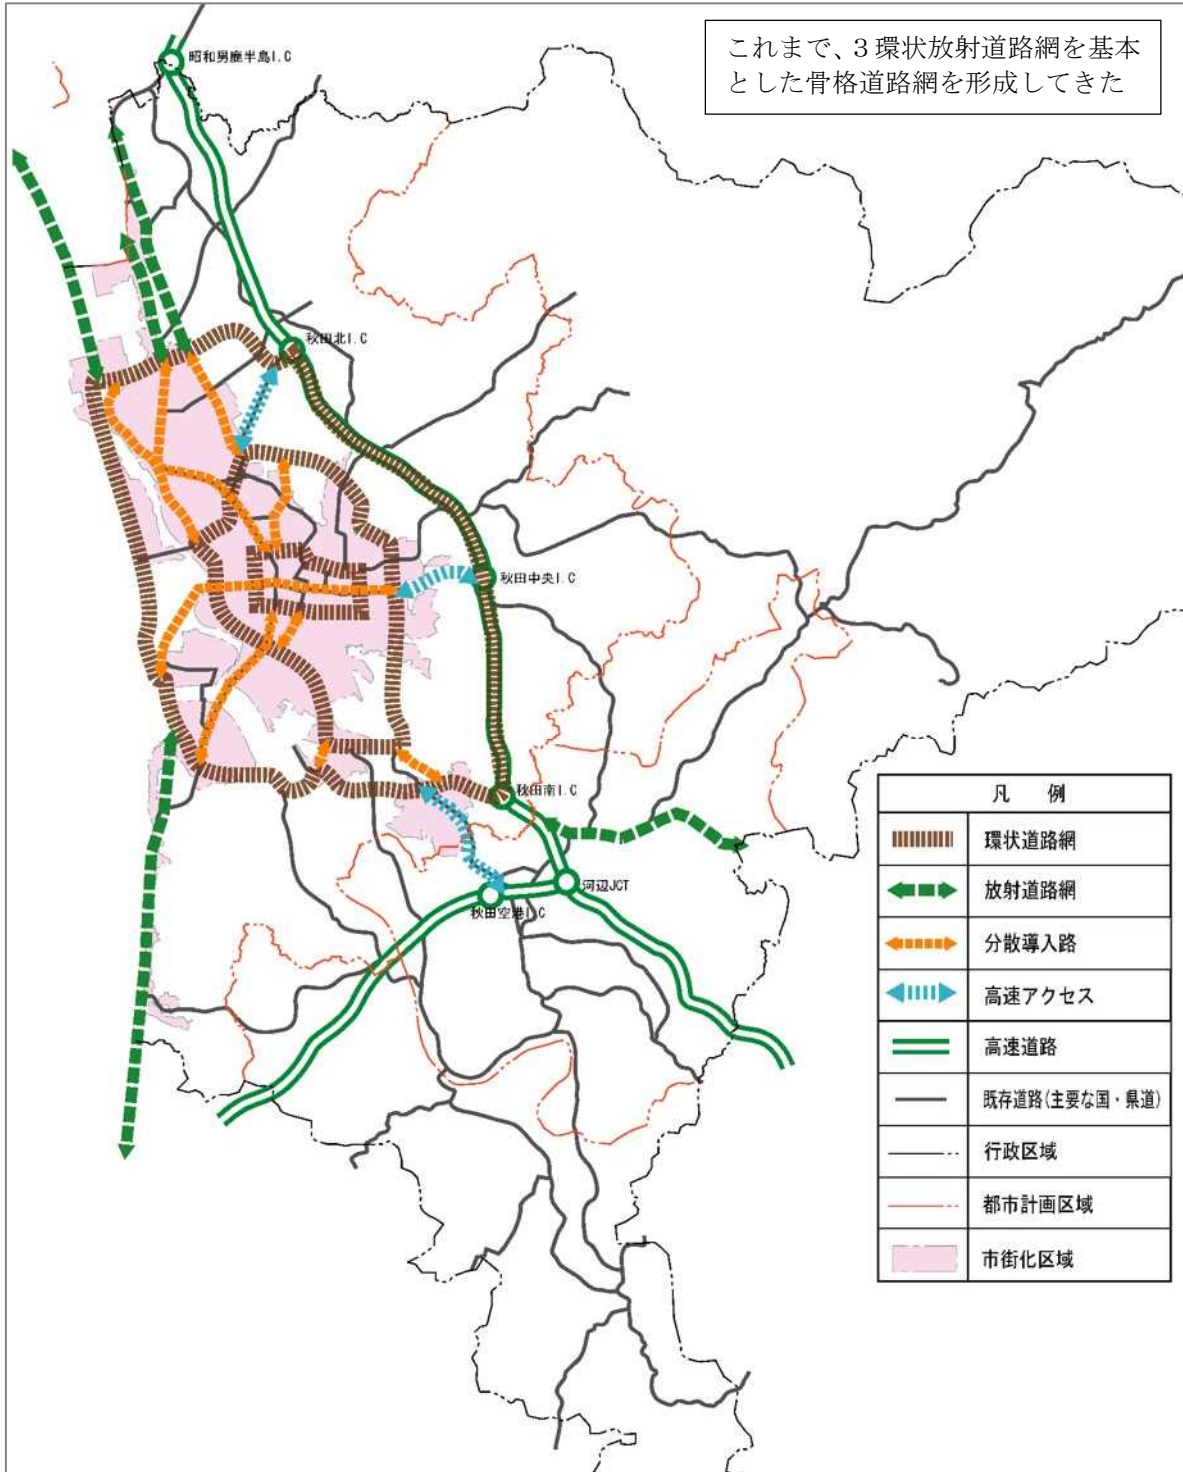 これまで、３環状放射道路網を基本
とした骨格道路網を形成してきた
昭和男鹿半島I.C
秋田北I.C
秋田中央I.C
秋田南I.C
河辺JCT
秋田空港I.C
凡　例
環状道路網
放射道路網
分散導入路
高速アクセス
高速道路
既存道路(主要な国・県道)
行政区域
都市計画区域
市街化区域